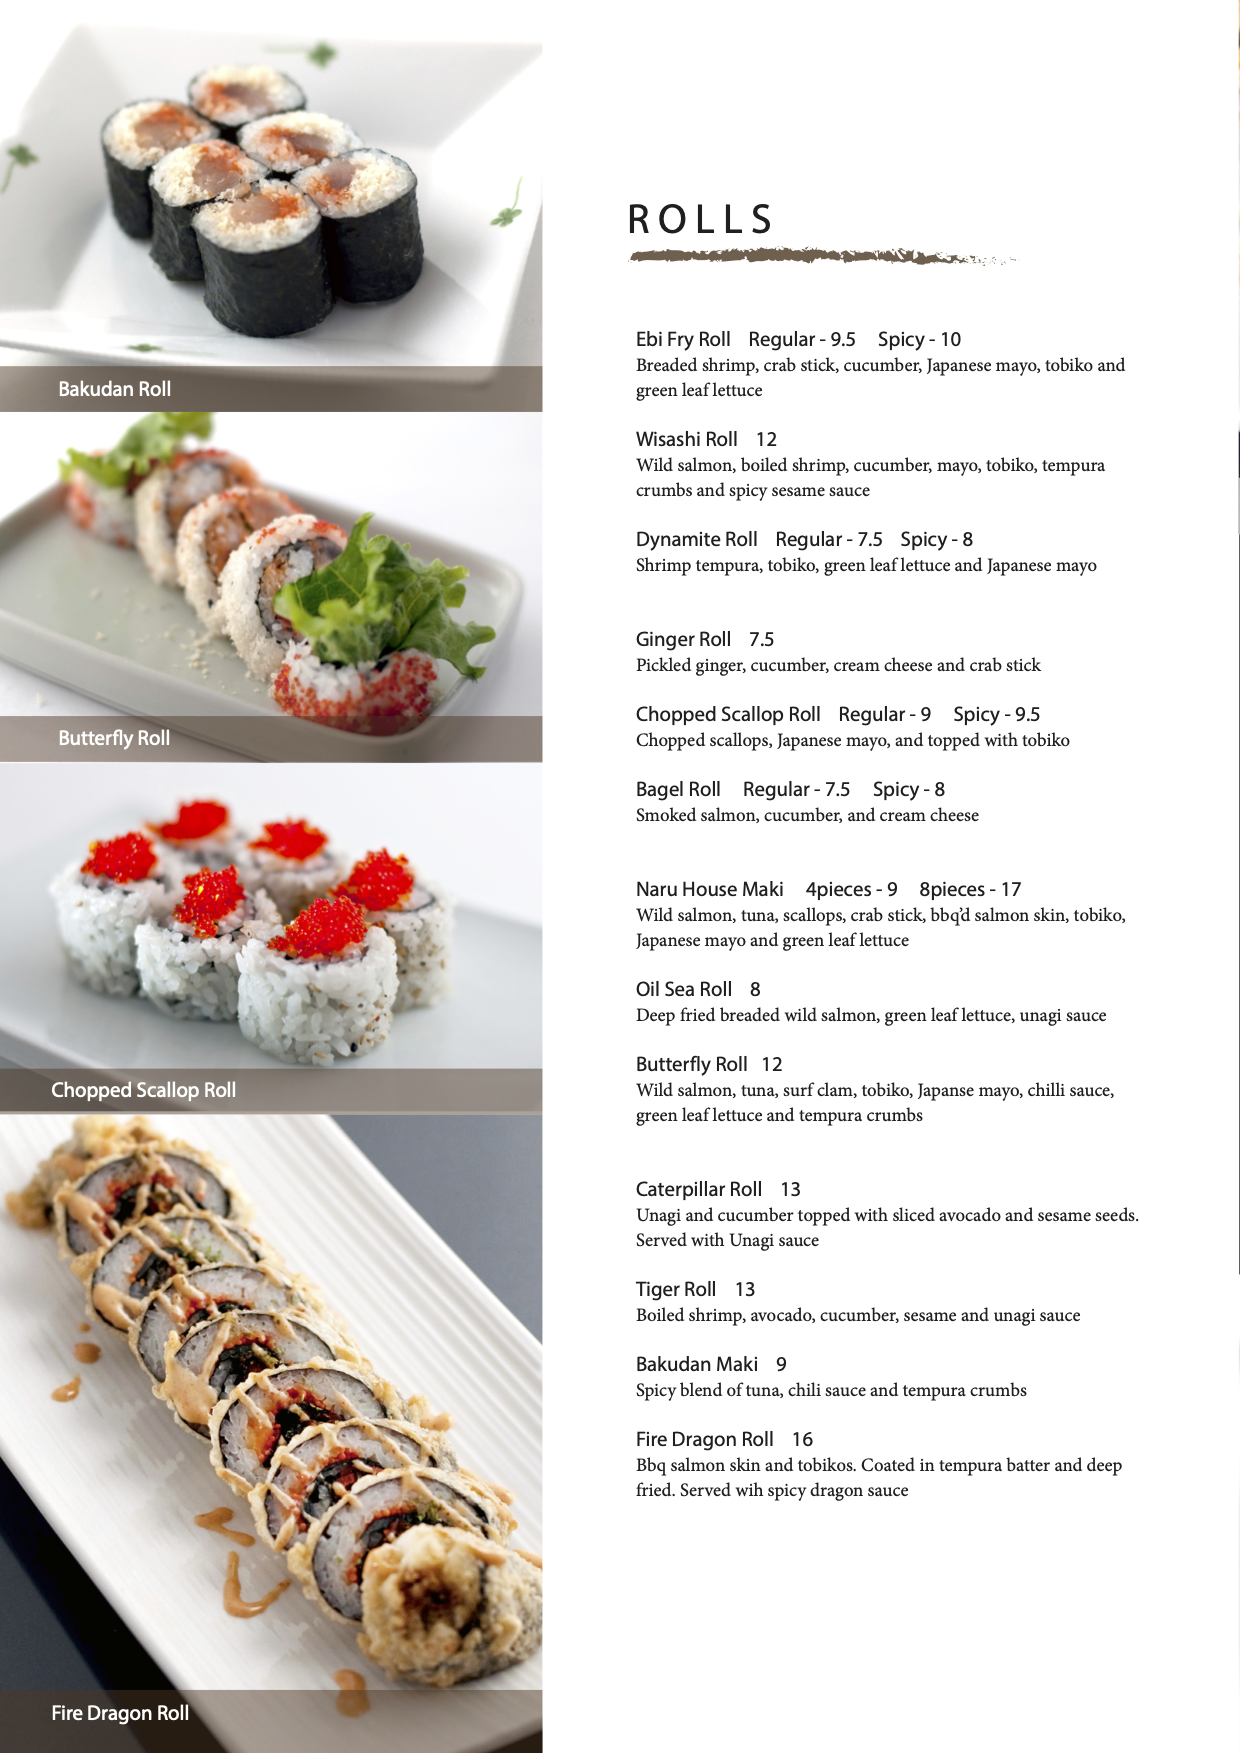 Bakudan Roll
Butterfly Roll
Chopped Scallop Roll
Fire Dragon Roll
ROLLS
Ebi Fry Roll Regular - 9.5 Spicy - 10
Breaded shrimp, crab stick, cucumber, Japanese mayo, tobiko and
green leaf lettuce
Wisashi Roll 12
Wild salmon, boiled shrimp, cucumber, mayo, tobiko, tempura
crumbs and spicy sesame sauce
Dynamite Roll Regular - 7.5 Spicy - 8
Shrimp tempura, tobiko, green leaf lettuce and Japanese mayo
Ginger Roll 7.5
Pickled ginger, cucumber, cream cheese and crab stick
Chopped Scallop Roll Regular - 9 Spicy - 9.5
Chopped scallops, Japanese mayo, and topped with tobiko
Bagel Roll Regular - 7.5 Spicy - 8
Smoked salmon, cucumber, and cream cheese
Naru House Maki 4pieces - 9 8pieces - 17
Wild salmon, tuna, scallops, crab stick, bbq’d salmon skin, tobiko,
Japanese mayo and green leaf lettuce
Oil Sea Roll 8
Deep fried breaded wild salmon, green leaf lettuce, unagi sauce
Butterfly Roll 12
Wild salmon, tuna, surf clam, tobiko, Japanse mayo, chilli sauce,
green leaf lettuce and tempura crumbs
Caterpillar Roll 13
Unagi and cucumber topped with sliced avocado and sesame seeds.
Served with Unagi sauce
Tiger Roll 13
Boiled shrimp, avocado, cucumber, sesame and unagi sauce
Bakudan Maki 9
Spicy blend of tuna, chili sauce and tempura crumbs
Fire Dragon Roll 16
Bbq salmon skin and tobikos. Coated in tempura batter and deep
fried. Served wih spicy dragon sauce